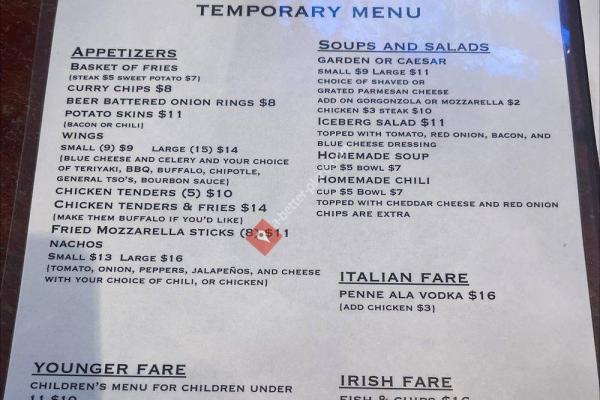 TEMPORARY MENU
APPETIZERS
BASKET OF FRIES
(STEAK $5 SWEET POTATO $7)
CURRY CHIPS $8
BEER BATTERED ONION RINGS $8
POTATO SKINS $11
(BACON OR CHILI)
WINGS
SMALL (9) $9 LARGE (15) $14
(BLUE CHEESE AND CELERY AND YOUR CHOICE
OF TERIYAKI, BBQ, BUFFALO, CHIPOTLE,
GENERAL TSO'S, BOURBON SAUCE)
CHICKEN TENDERS (5) $10
CHICKEN TENDERS & FRIES $14
(MAKE THEM BUFFALO IF YOU'D LIKE)
FRIED MOZZARELLA STICKS (8) $11
NACHOS
SMALL $13 LARGE $16
(TOMATO, ONION, PEPPERS, JALAPEÑOS, AND CHEESE
WITH YOUR CHOICE OF CHILI, OR CHICKEN)
YOUNGER FARE
CHILDREN'S MENU FOR CHILDREN UNDER
11 $10
SOUPS AND SALADS
GARDEN OR CAESAR
SMALL $9 LARGE $11
CHOICE OF SHAVED OR
GRATED PARMESAN CHEESE
ADD ON GORGONZOLA OR MOZZARELLA $2
CHICKEN $3 STEAK $10
ICEBERG SALAD $11
TOPPED WITH TOMATO, RED ONION, BACON, AND
BLUE CHEESE DRESSING
HOMEMADE SOUP
CUP $5 BOWL $7
HOMEMADE CHILI
CUP $5 BOWL $7
TOPPED WITH CHEDDAR CHEESE AND RED ONION
CHIPS ARE EXTRA
ITALIAN FARE
PENNE ALA VODKA $16
(ADD CHICKEN $3)
IRISH FARE
FISH & CHIPS $16